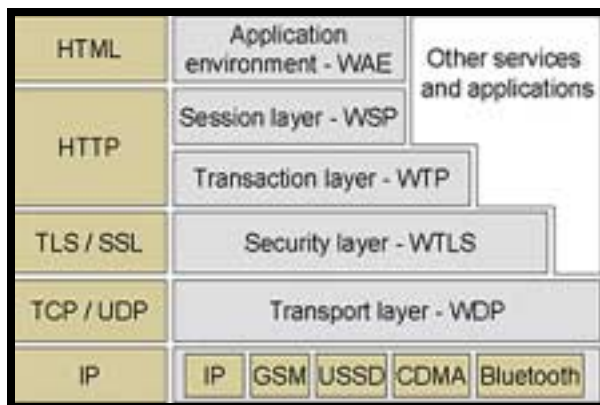 HTML
Application
environment - WAE
Other services
and applications
HTTP
Session layer - WSP
Transaction layer - WTP
TLS / SSL
Security layer - WTLS
TCP / UDP
Transport layer - WDP
IP
IP GSM USSD CDMA Bluetooth